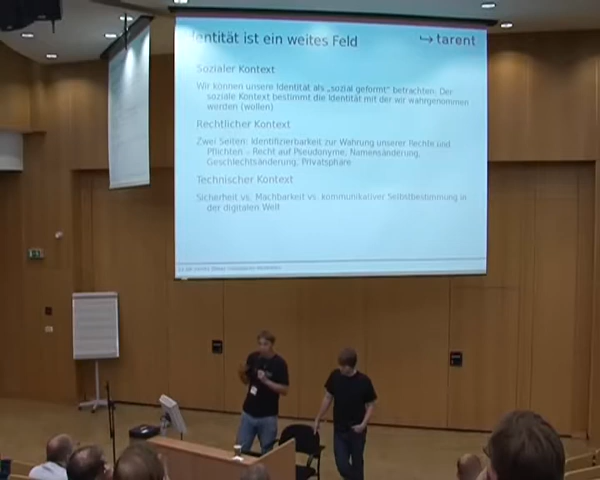 Identität ist ein weites Feld
tarent
Sozialer Kontext
Wir können unsere Identität als „sozial geformt" betrachten: Der
soziale Kontext bestimmt die Identität mit der wir wahrgenommen
werden (wollen)
Rechtlicher Kontext
Zwei Seiten: Identifizierbarkeit zur Wahrung unserer Rechte und
Pflichten – Recht auf Pseudonyme, Namensänderung,
Geschlechtsänderung, Privatsphäre
Technischer Kontext
Sicherheit vs. Machbarkeit vs. kommunikativer Selbstbestimmung in
der digitalen Welt